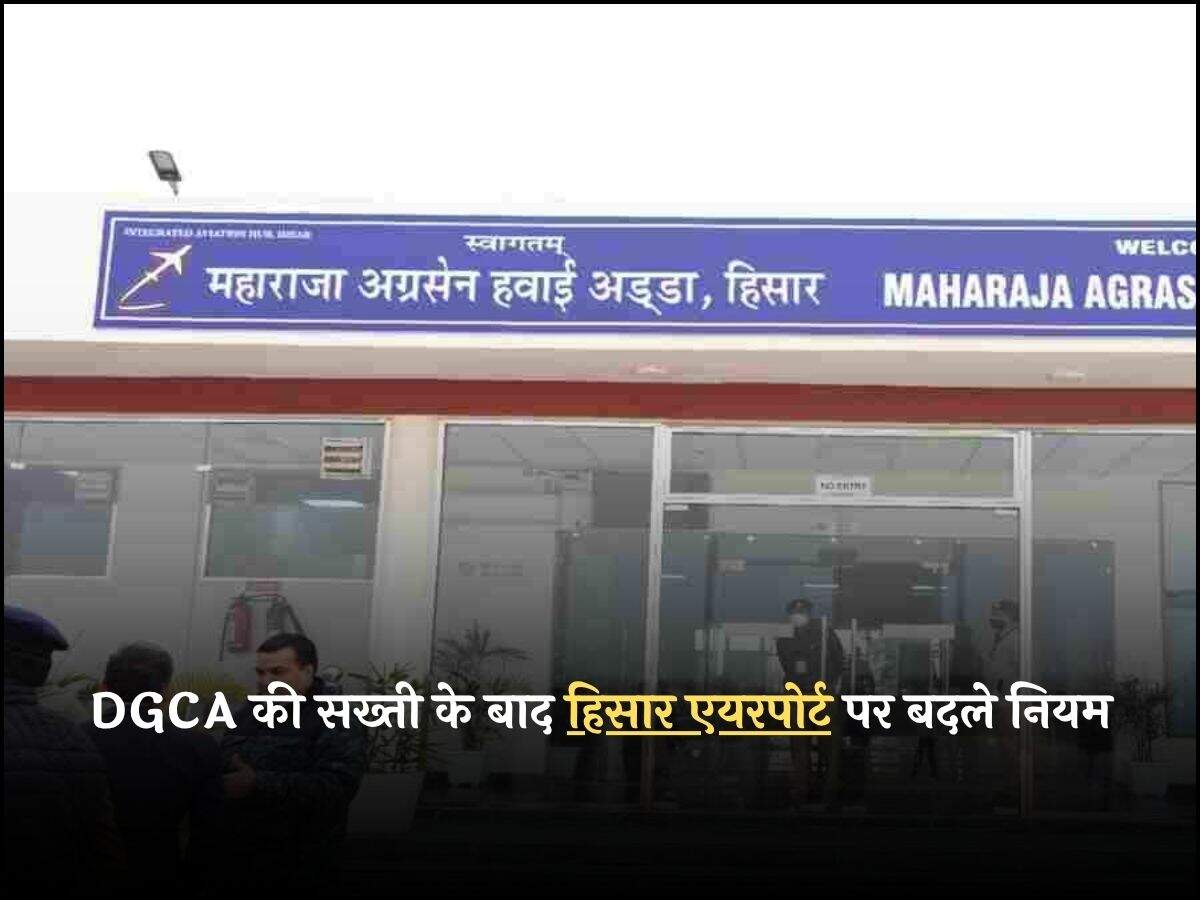 INTEGRATED AVIATION HUB, HISAR
स्वागतम्
महाराजा अग्रसेन हवाई अड्डा, हिसार
WELCO
MAHARAJA AGRAS
NO ENTRY
DGCA की सख्ती के बाद हिसार एयरपोर्ट पर बदले नियम